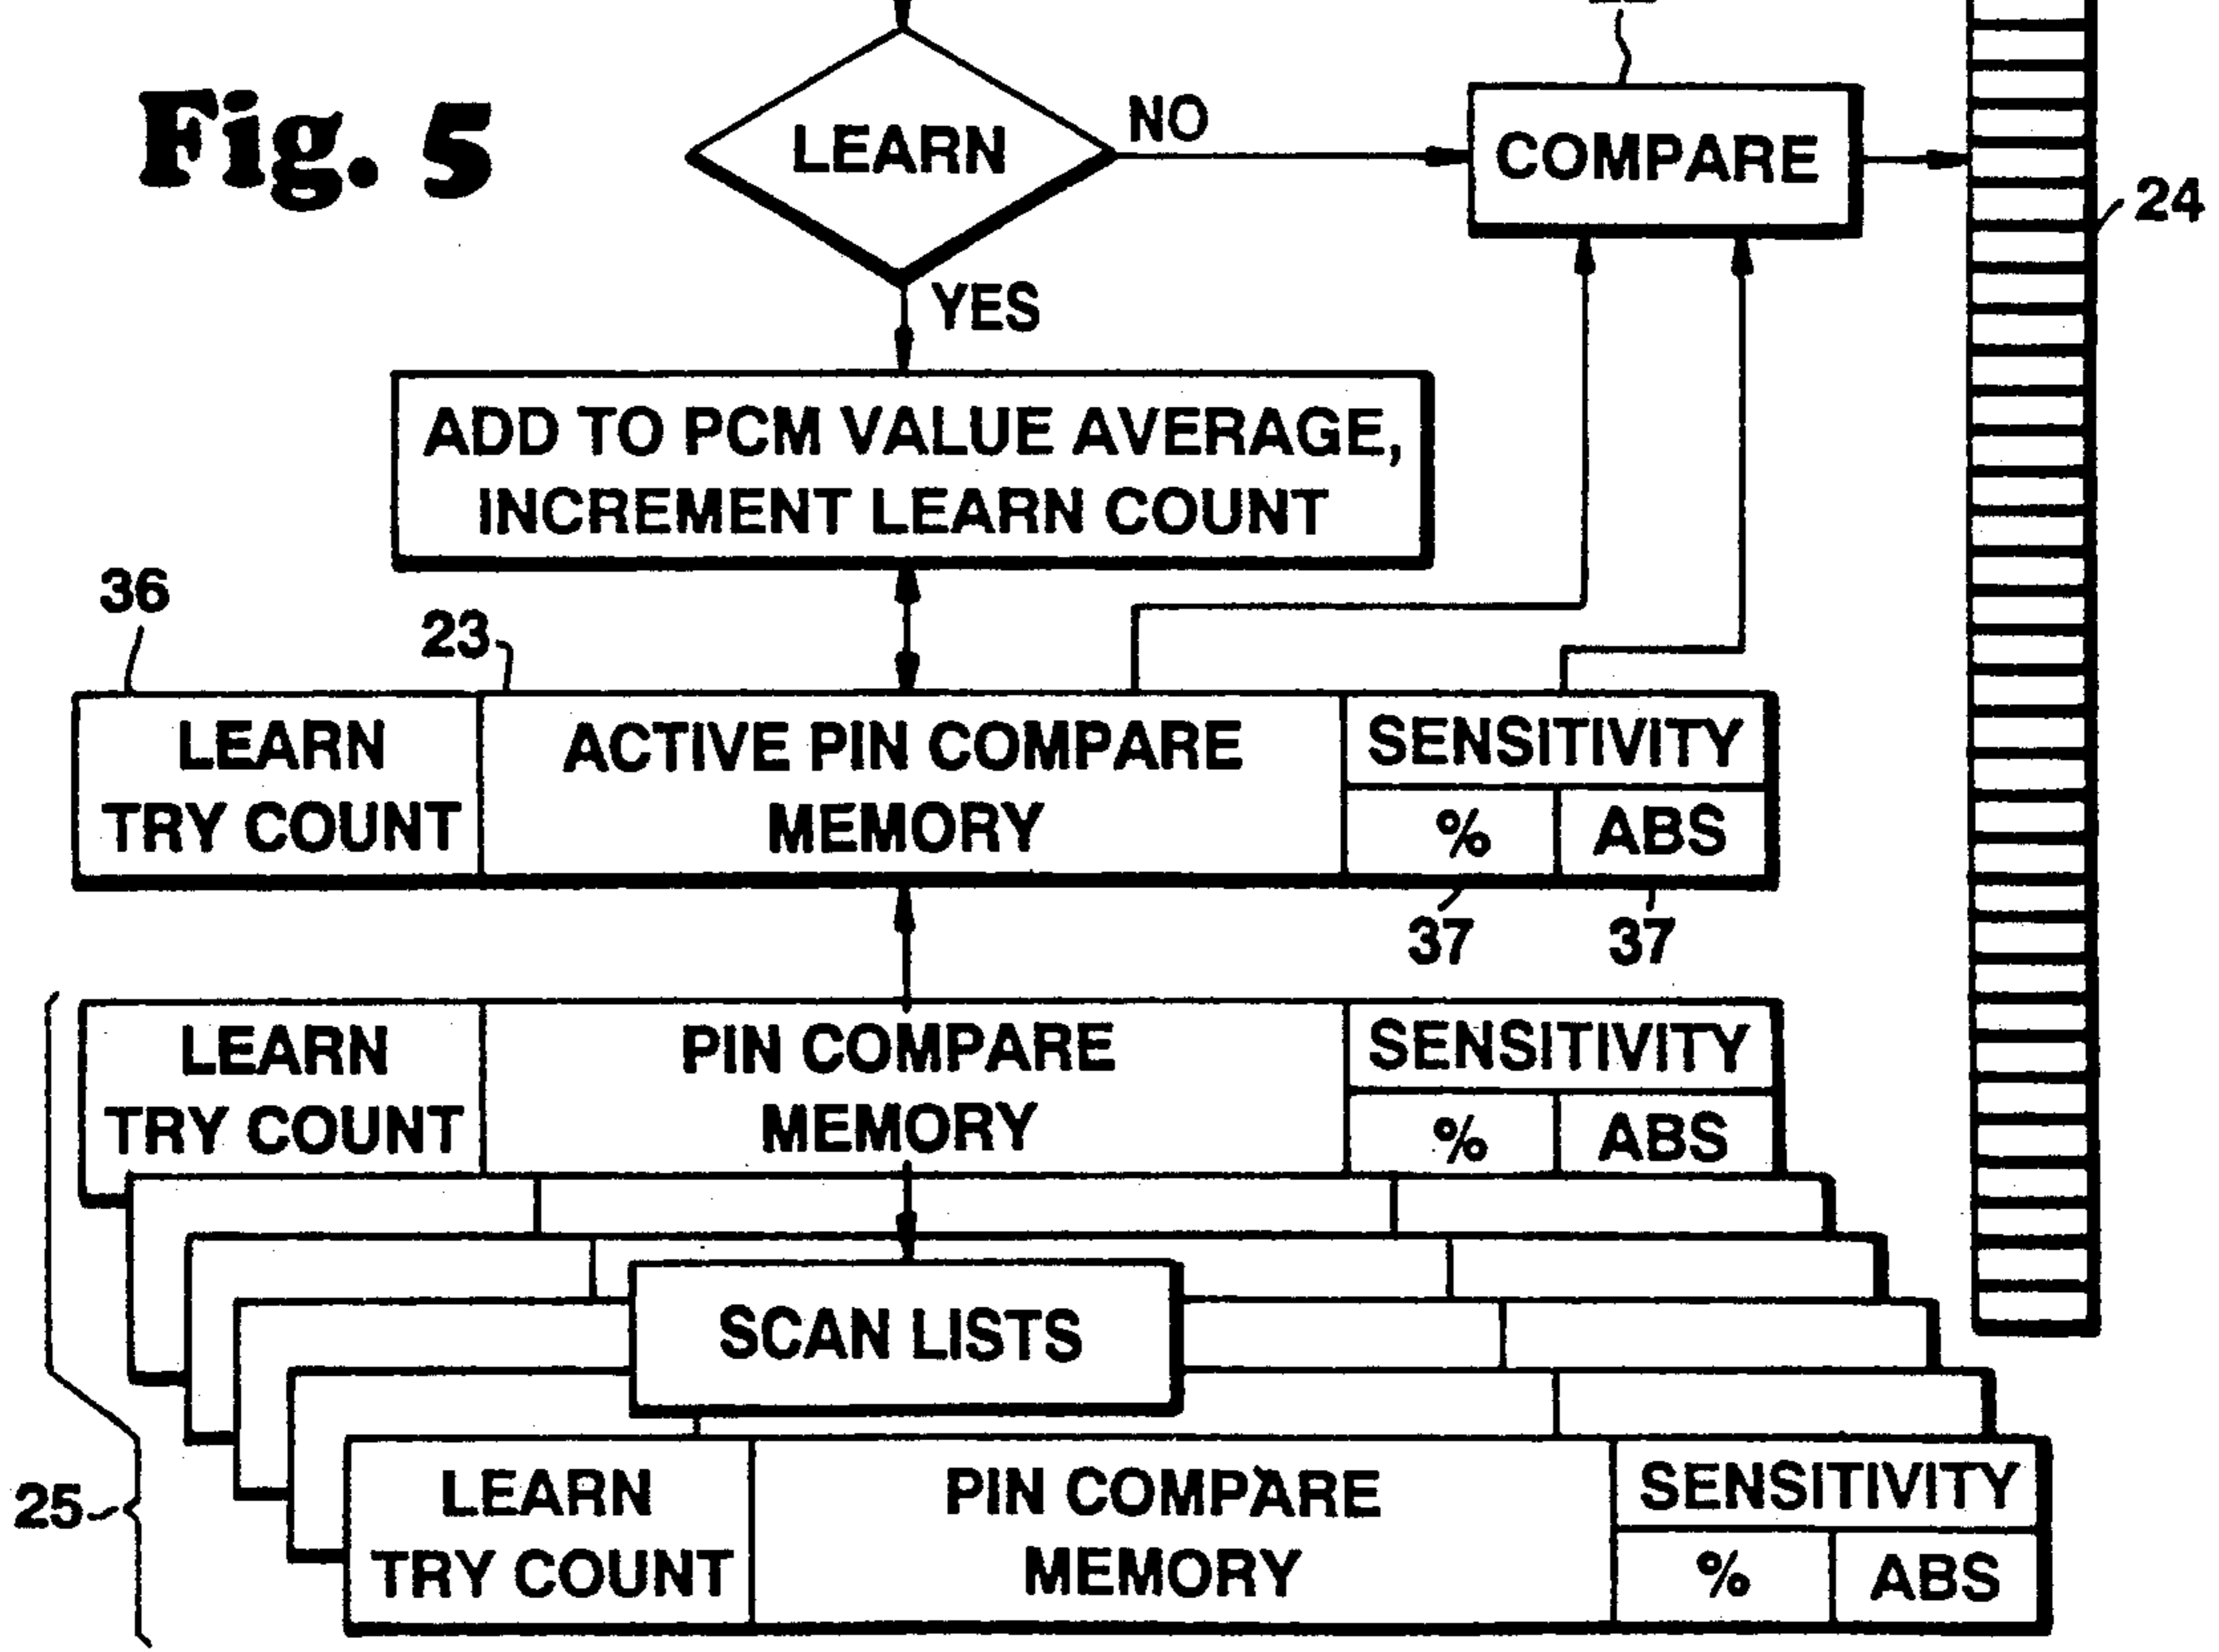 Fig. 5
LEARN
NO
COMPARE
24
YES
ADD TO PCM VALUE AVERAGE,
INCREMENT LEARN COUNT
36
23
LEARN
TRY COUNT
ACTIVE PIN COMPARE
MEMORY
SENSITIVITY
%
ABS
37
37
LEARN
TRY COUNT
PIN COMPARE
MEMORY
SENSITIVITY
%
ABS
SCAN LISTS
25
LEARN
TRY COUNT
PIN COMPARE
MEMORY
SENSITIVITY
%
ABS